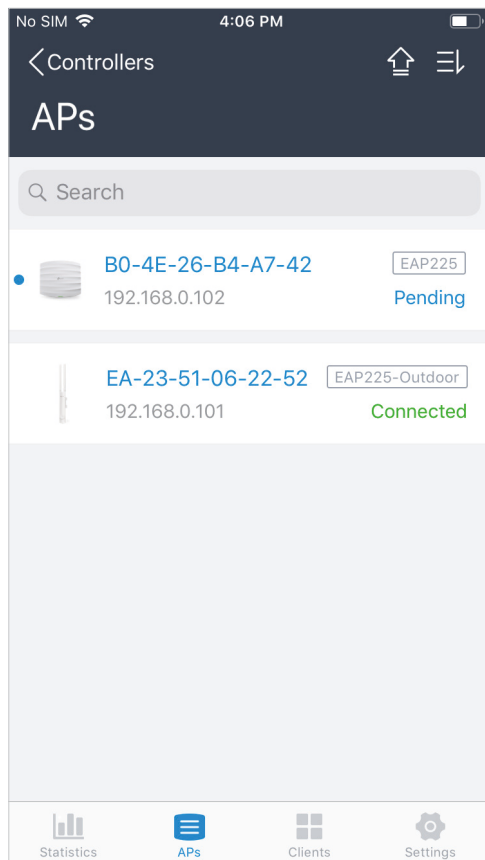 No SIM 4:06 PM
Controllers
APs
Search
B0-4E-26-B4-A7-42 EAP225
192.168.0.102 Pending
EA-23-51-06-22-52 EAP225-Outdoor
192.168.0.101 Connected
Statistics APs Clients Settings